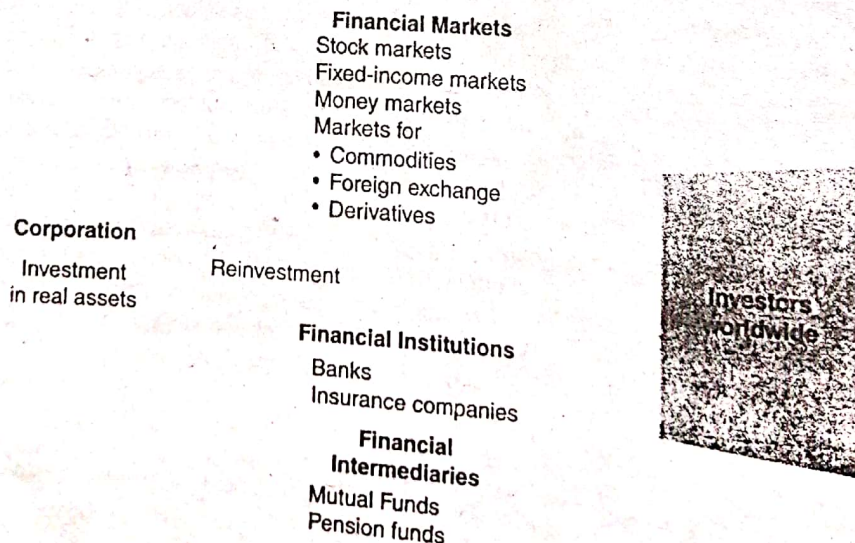 Financial Markets
Stock markets
Fixed-income markets
Money markets
Markets for
• Commodities
• Foreign exchange
• Derivatives
Corporation
Investment
in real assets
Reinvestment
Investors
worldwide
Financial Institutions
Banks
Insurance companies
Financial
Intermediaries
Mutual Funds
Pension funds